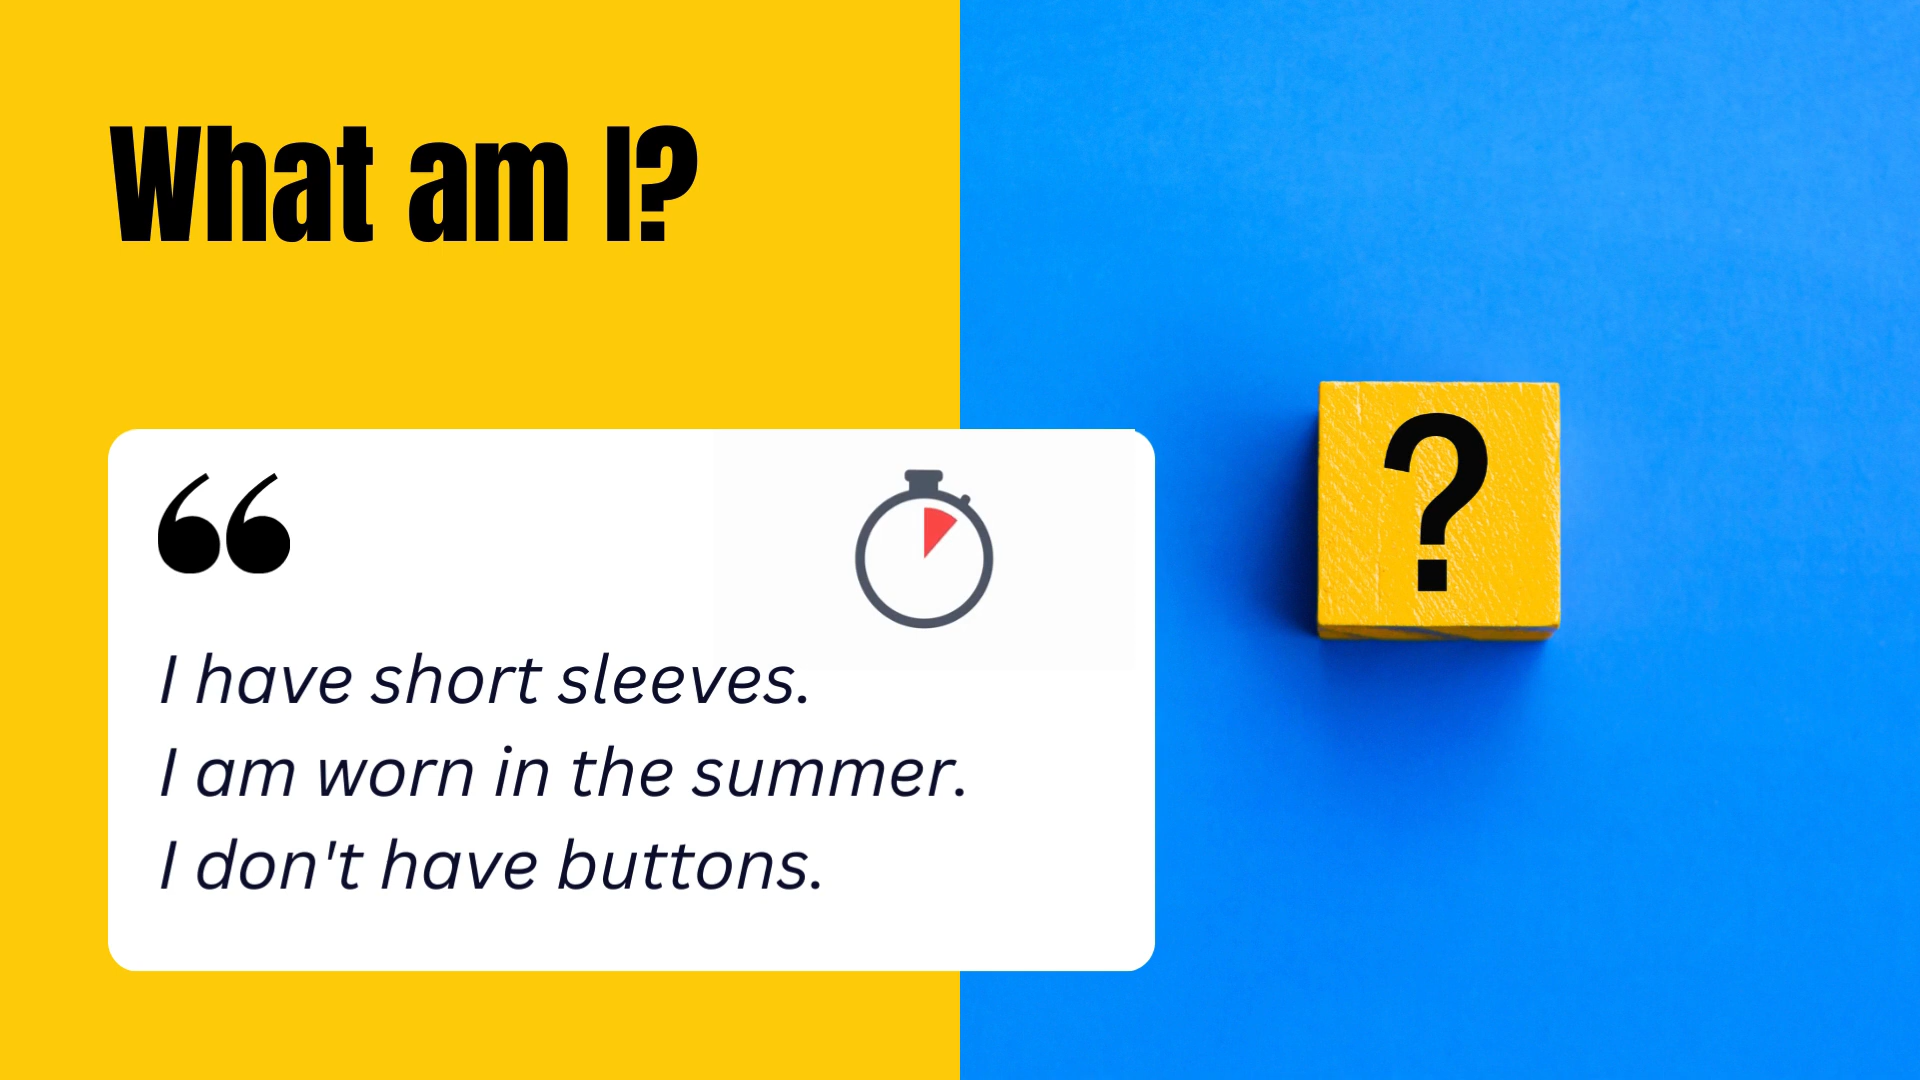 What am I?
“
I have short sleeves.
I am worn in the summer.
I don't have buttons.
?